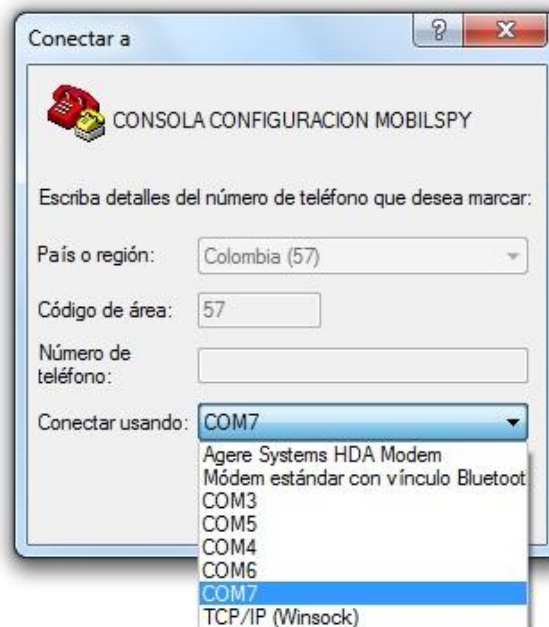 Conectar a
CONSOLA CONFIGURACION MOBILSPY
Escriba detalles del número de teléfono que desea marcar:
País o región: Colombia (57)
Código de área: 57
Número de
teléfono:
Conectar usando: COM7
Agere Systems HDA Modem
Módem estándar con vínculo Bluetoot
COM3
COM5
COM4
COM6
COM7
TCP/IP (Winsock)